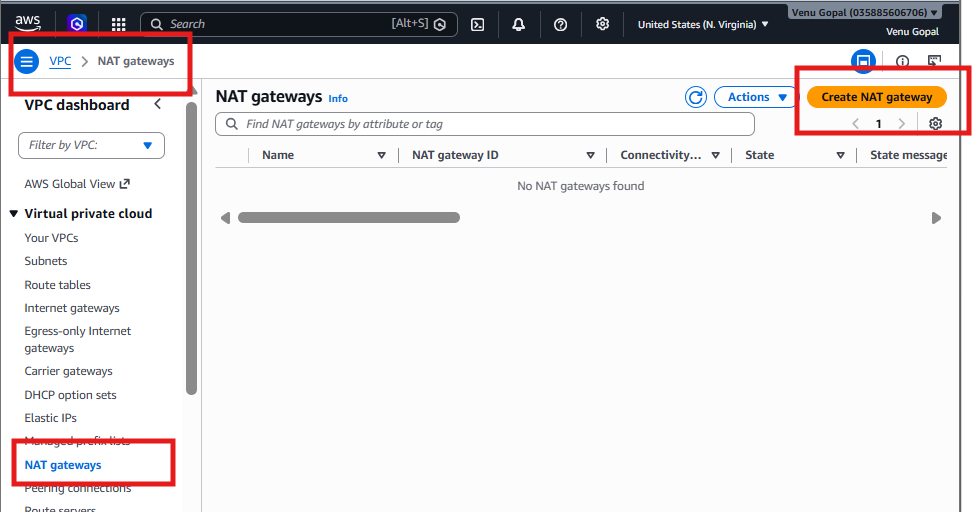 aws
Search [Alt+S]
United States (N. Virginia)
Venu Gopal (035885606706)
Venu Gopal
VPC > NAT gateways
VPC dashboard
Filter by VPC:
AWS Global View
Virtual private cloud
Your VPCs
Subnets
Route tables
Internet gateways
Egress-only Internet
gateways
Carrier gateways
DHCP option sets
Elastic IPs
Managed prefix lists
NAT gateways
Peering connections
Route servers
NAT gateways Info
Actions
Create NAT gateway
Find NAT gateways by attribute or tag
1
Name
NAT gateway ID
Connectivity...
State
State message
No NAT gateways found